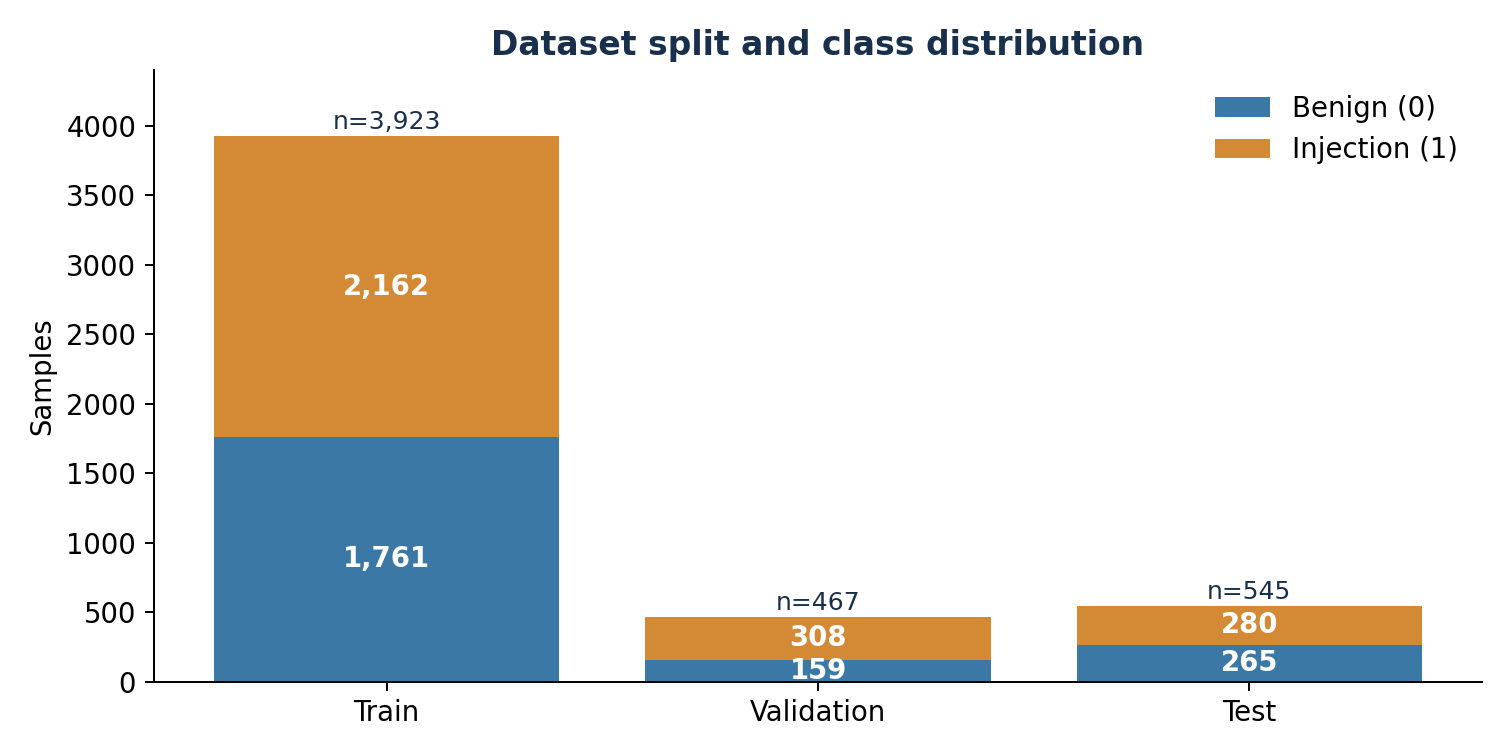 Dataset split and class distribution
Benign (0)
Injection (1)
Samples
4000
3500
3000
2500
2000
1500
1000
500
0
n=3,923
2,162
1,761
n=467
308
159
n=545
280
265
Train
Validation
Test